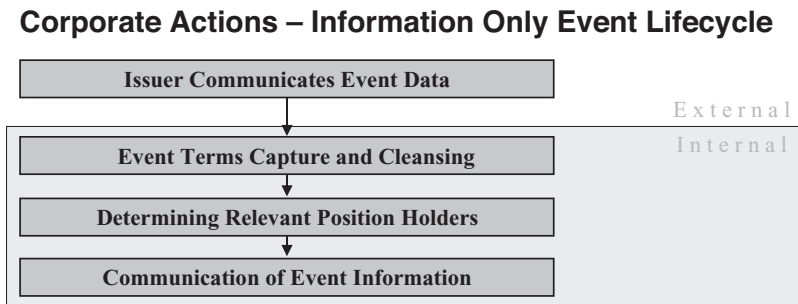 Corporate Actions – Information Only Event Lifecycle
Issuer Communicates Event Data
External
Internal
Event Terms Capture and Cleansing
Determining Relevant Position Holders
Communication of Event Information